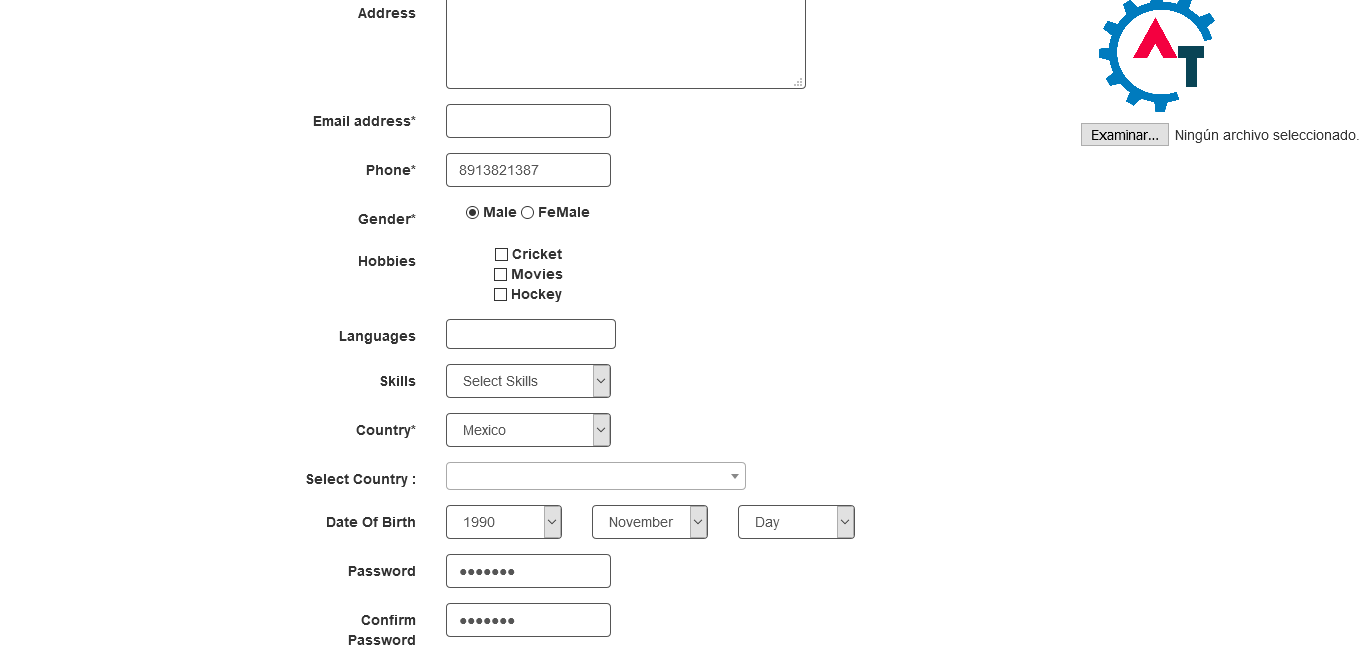 Address
AT
Examinar... Ningún archivo seleccionado.
Email address*
Phone* 8913821387
Gender* Male FeMale
Hobbies Cricket
Movies
Hockey
Languages
Skills Select Skills
Country* Mexico
Select Country :
Date Of Birth 1990 November Day
Password •••••••
Confirm Password •••••••